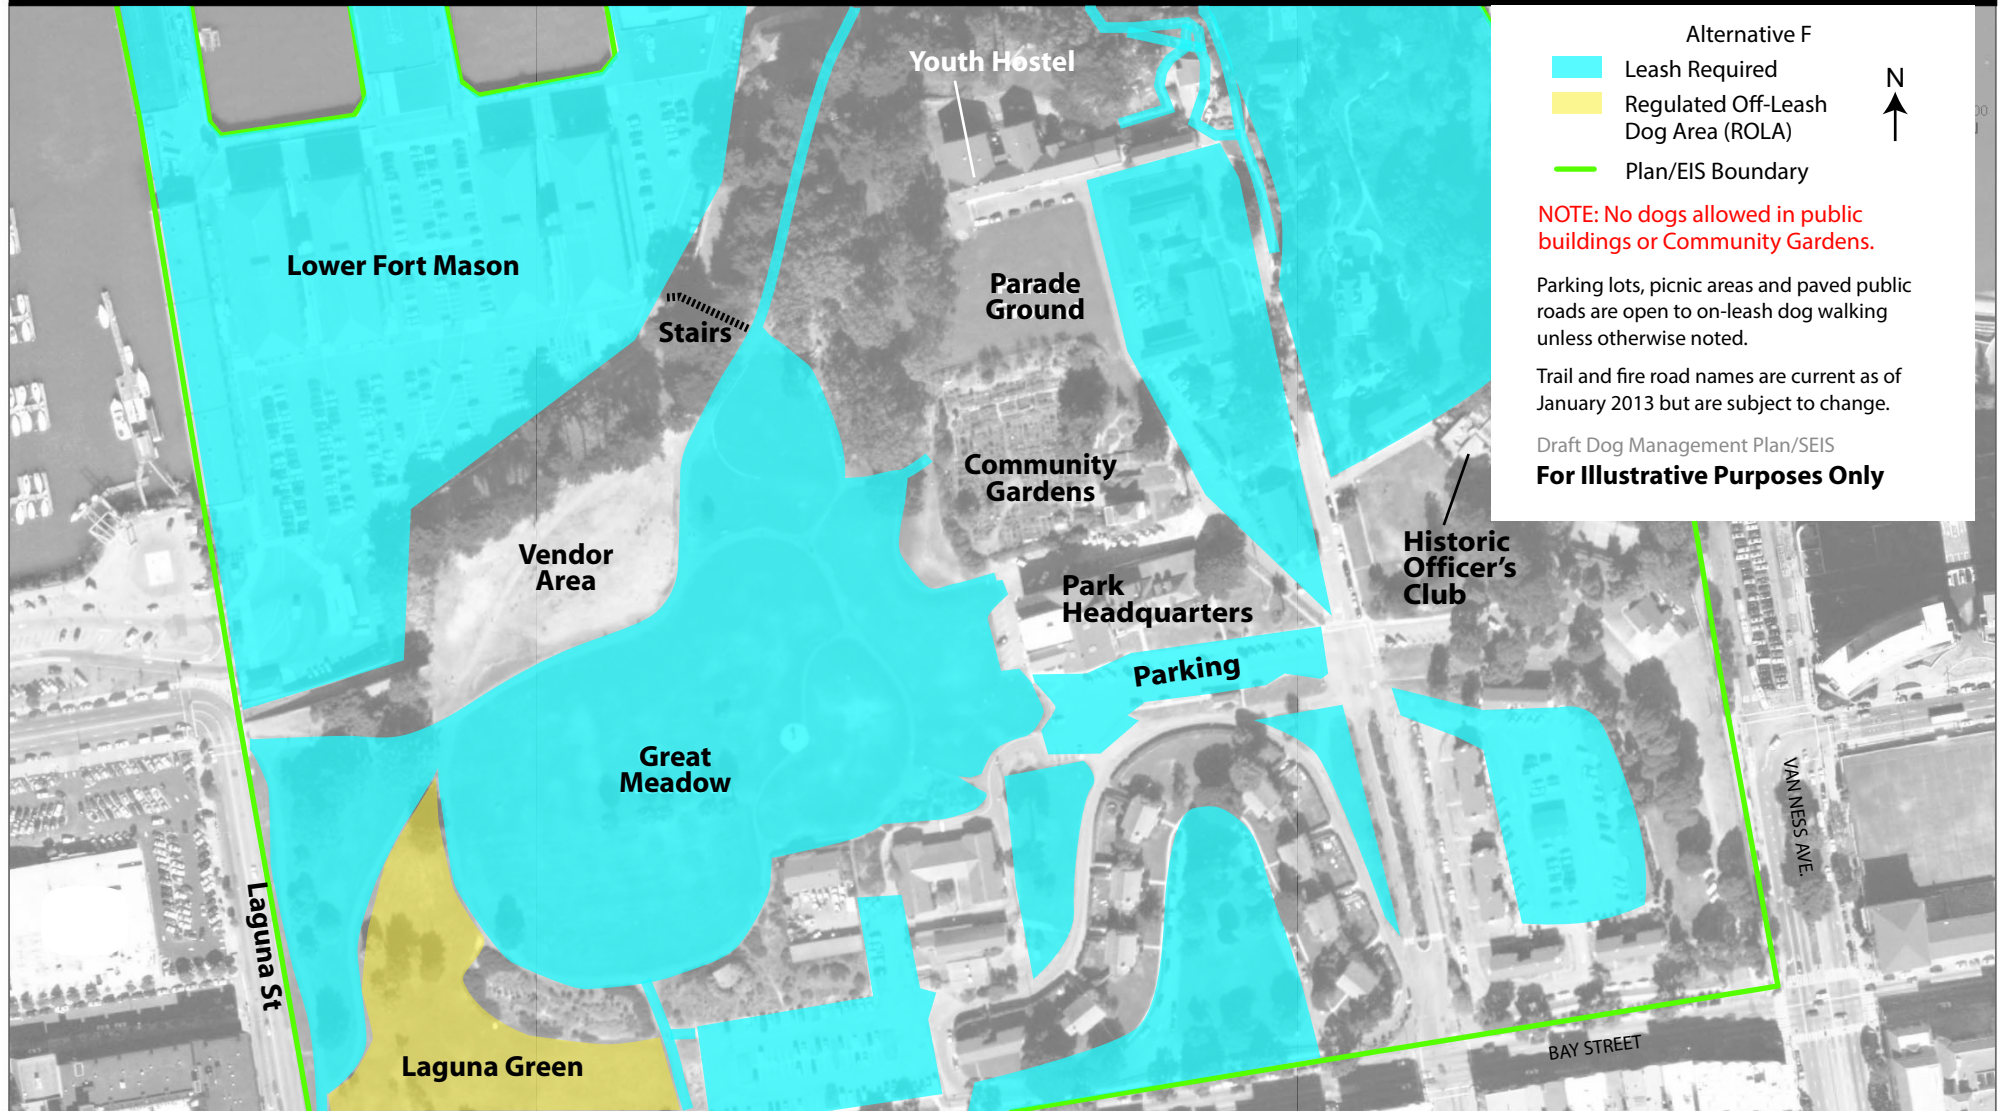 Alternative F
Leash Required
Regulated Off-Leash
Dog Area (ROLA)
Plan/EIS Boundary
N
NOTE: No dogs allowed in public
buildings or Community Gardens.
Parking lots, picnic areas and paved public
roads are open to on-leash dog walking
unless otherwise noted.
Trail and fire road names are current as of
January 2013 but are subject to change.
Draft Dog Management Plan/SEIS
For Illustrative Purposes Only
Youth Hostel
Lower Fort Mason
Parade
Ground
Stairs
Community
Gardens
Vendor
Area
Historic
Officer's
Club
Park
Headquarters
Parking
Great
Meadow
VAN NESS AVE.
Laguna St
Laguna Green
BAY STREET